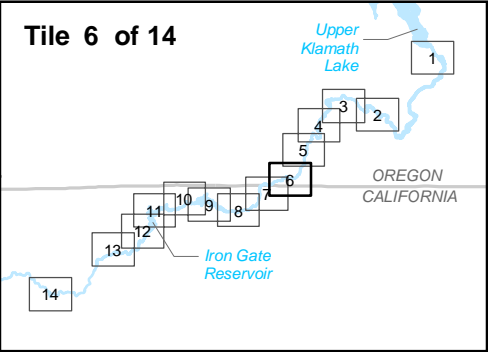 Tile 6 of 14
Upper
Klamath
Lake
1
3
2
4
5
6
OREGON
CALIFORNIA
7
10
9
8
11
12
13
Iron Gate
Reservoir
14